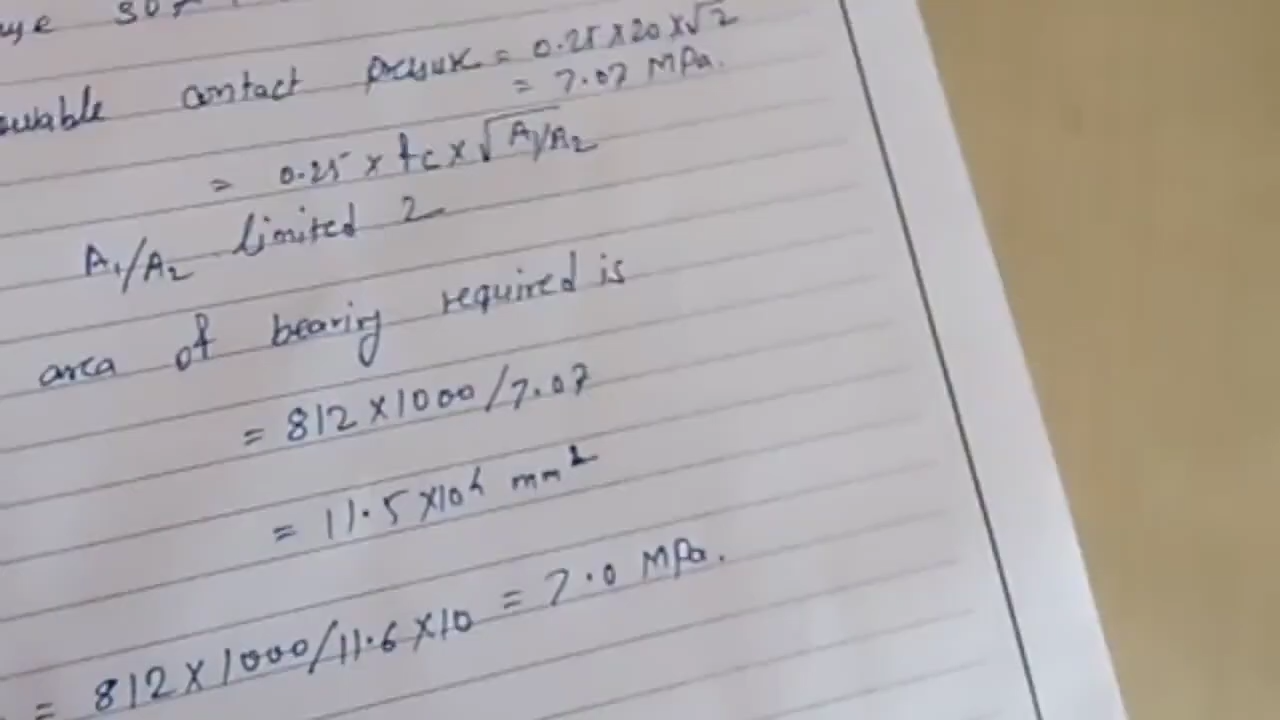 contact pressure = 0.25 × 20 × √2
= 7.07 MPa.
= 0.25 × fc × √A1/A2
A1/A2 limited 2
area of bearing required is
= 812 × 1000 / 7.07
= 11.5 × 10⁴ mm²
= 812 × 1000 / 11.6 × 10 = 7.0 MPa.